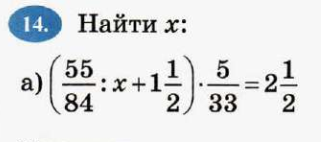 14. Найти x:
а) (55/84 : x + 1 1/2) · 5/33 = 2 1/2